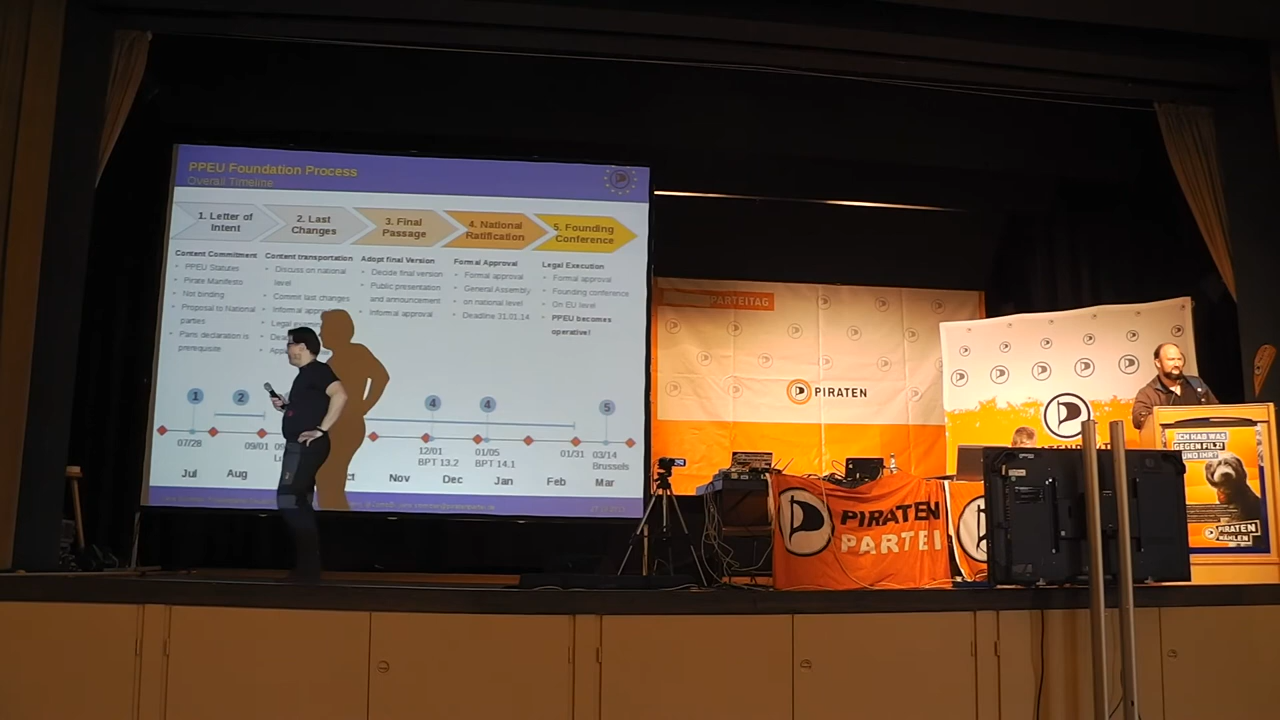 PPEU Foundation Process
Overall Timeline
1. Letter of
Intent
2. Last
Changes
3. Final
Passage
4. National
Ratification
5. Founding
Conference
Content Commitment
• PPEU Statutes
• Pirate Manifesto
• Not binding
• Proposal to National
parties
• Paris declaration is
prerequisite
Content transportation
• Discuss on national
level
• Commit last changes
• Informal
• Legal
Adopt final Version
• Decide final version
• Public presentation
and announcement
• Informal approval
Formal Approval
• Formal approval
• General Assembly
• on national level
• Deadline 31.01.14
Legal Execution
• Formal approval
• Founding conference
• On EU level
• PPEU becomes
operative!
1
2
4
4
5
07/28
09/01
12/01
BPT 13.2
01/05
BPT 14.1
01/31
03/14
Brussels
Jul
Aug
Nov
Dec
Jan
Feb
Mar
PARTEITAG
PIRATEN
PIRATEN
PARTEI
ICH HAB WAS
GEGEN FILZ!
UND IHR?
PIRATEN
WÄHLEN